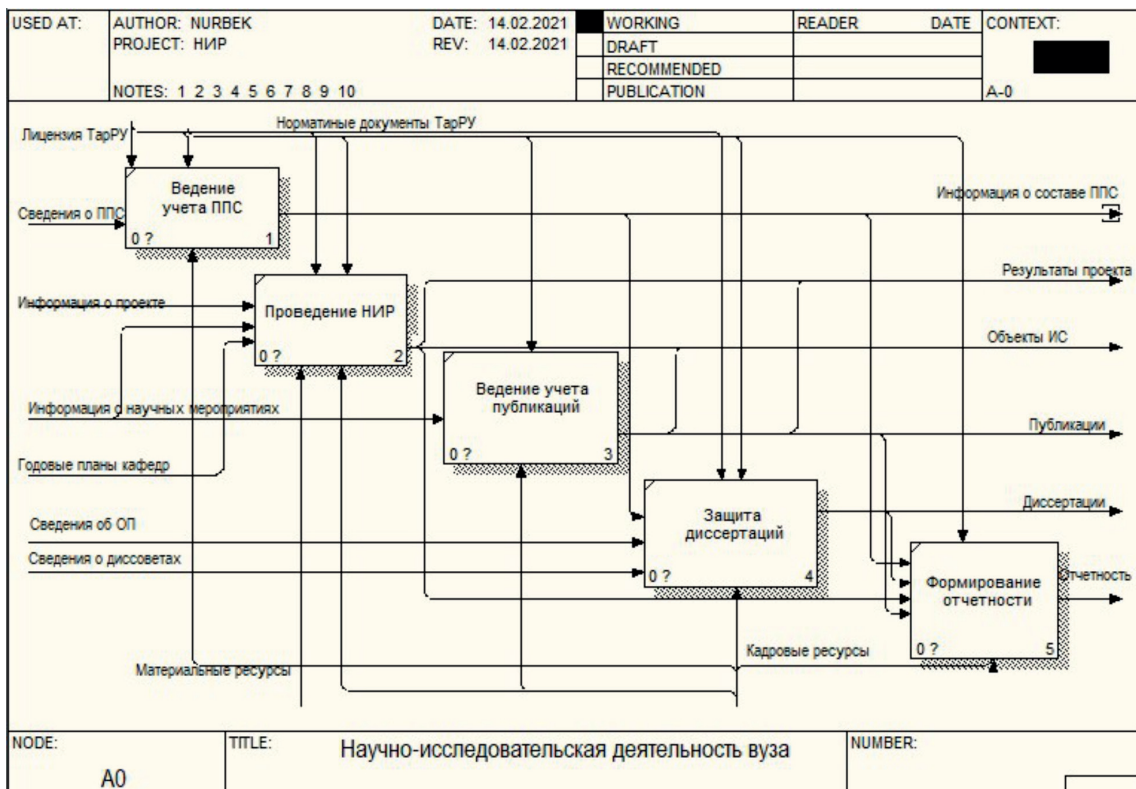 USED AT:
AUTHOR: NURBEK
DATE: 14.02.2021
WORKING
READER
DATE
CONTEXT:
PROJECT: НИР
REV: 14.02.2021
DRAFT
RECOMMENDED
NOTES: 1 2 3 4 5 6 7 8 9 10
PUBLICATION
A-0
Лицензия ТарРУ
Норматиные документы ТарРУ
Ведение
учета ППС
0 ?
1
Сведения о ППС
Информация о составе ППС
Информация о проекте
Проведение НИР
0 ?
2
Результаты проекта
Объекты ИС
Информация о научных мероприятиях
Ведение учета
публикаций
0 ?
3
Публикации
Годовые планы кафедр
Сведения об ОП
Сведения о диссоветах
Защита
диссертаций
0 ?
4
Диссертации
Формирование
отчетности
0 ?
5
Отчетность
Материальные ресурсы
Кадровые ресурсы
NODE:
A0
TITLE:
Научно-исследовательская деятельность вуза
NUMBER: